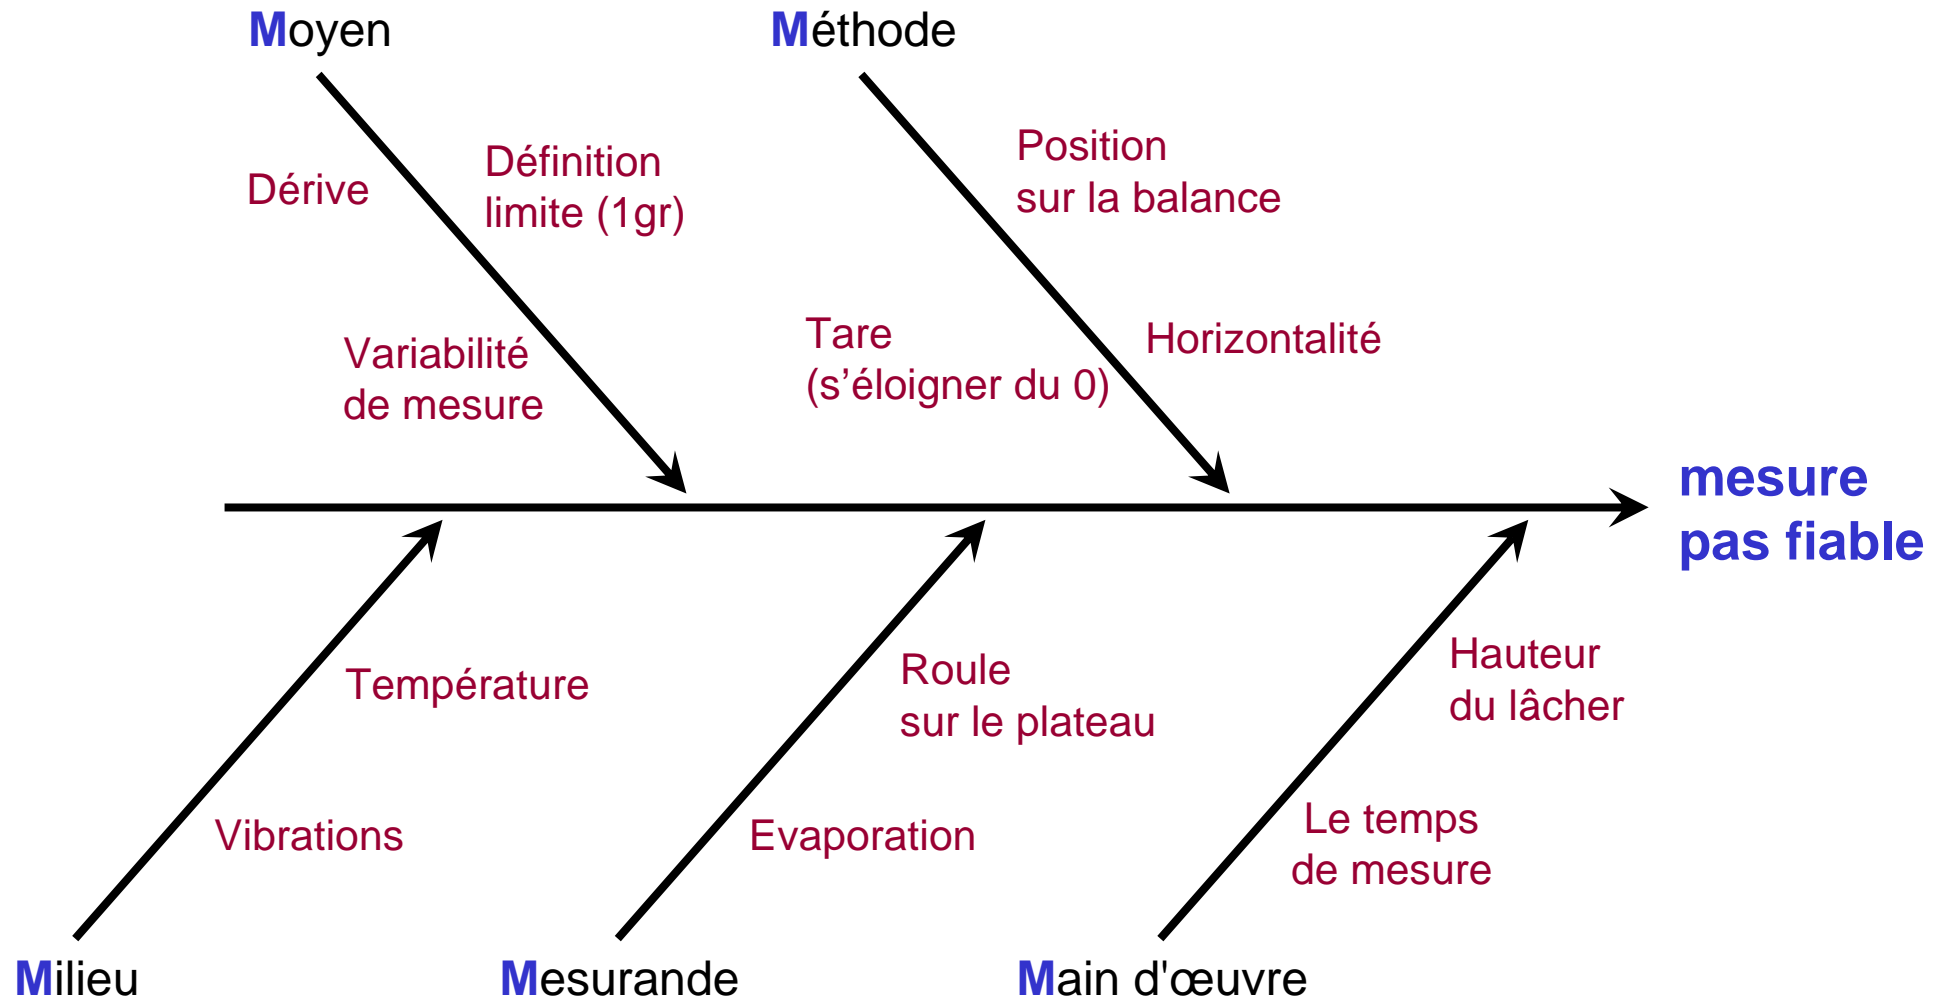 Moyen
Méthode
Dérive
Définition
limite (1gr)
Position
sur la balance
Variabilité
de mesure
Tare
(s’éloigner du 0)
Horizontalité
mesure
pas fiable
Température
Vibrations
Roule
sur le plateau
Evaporation
Hauteur
du lâcher
Le temps
de mesure
Milieu
Mesurande
Main d'œuvre